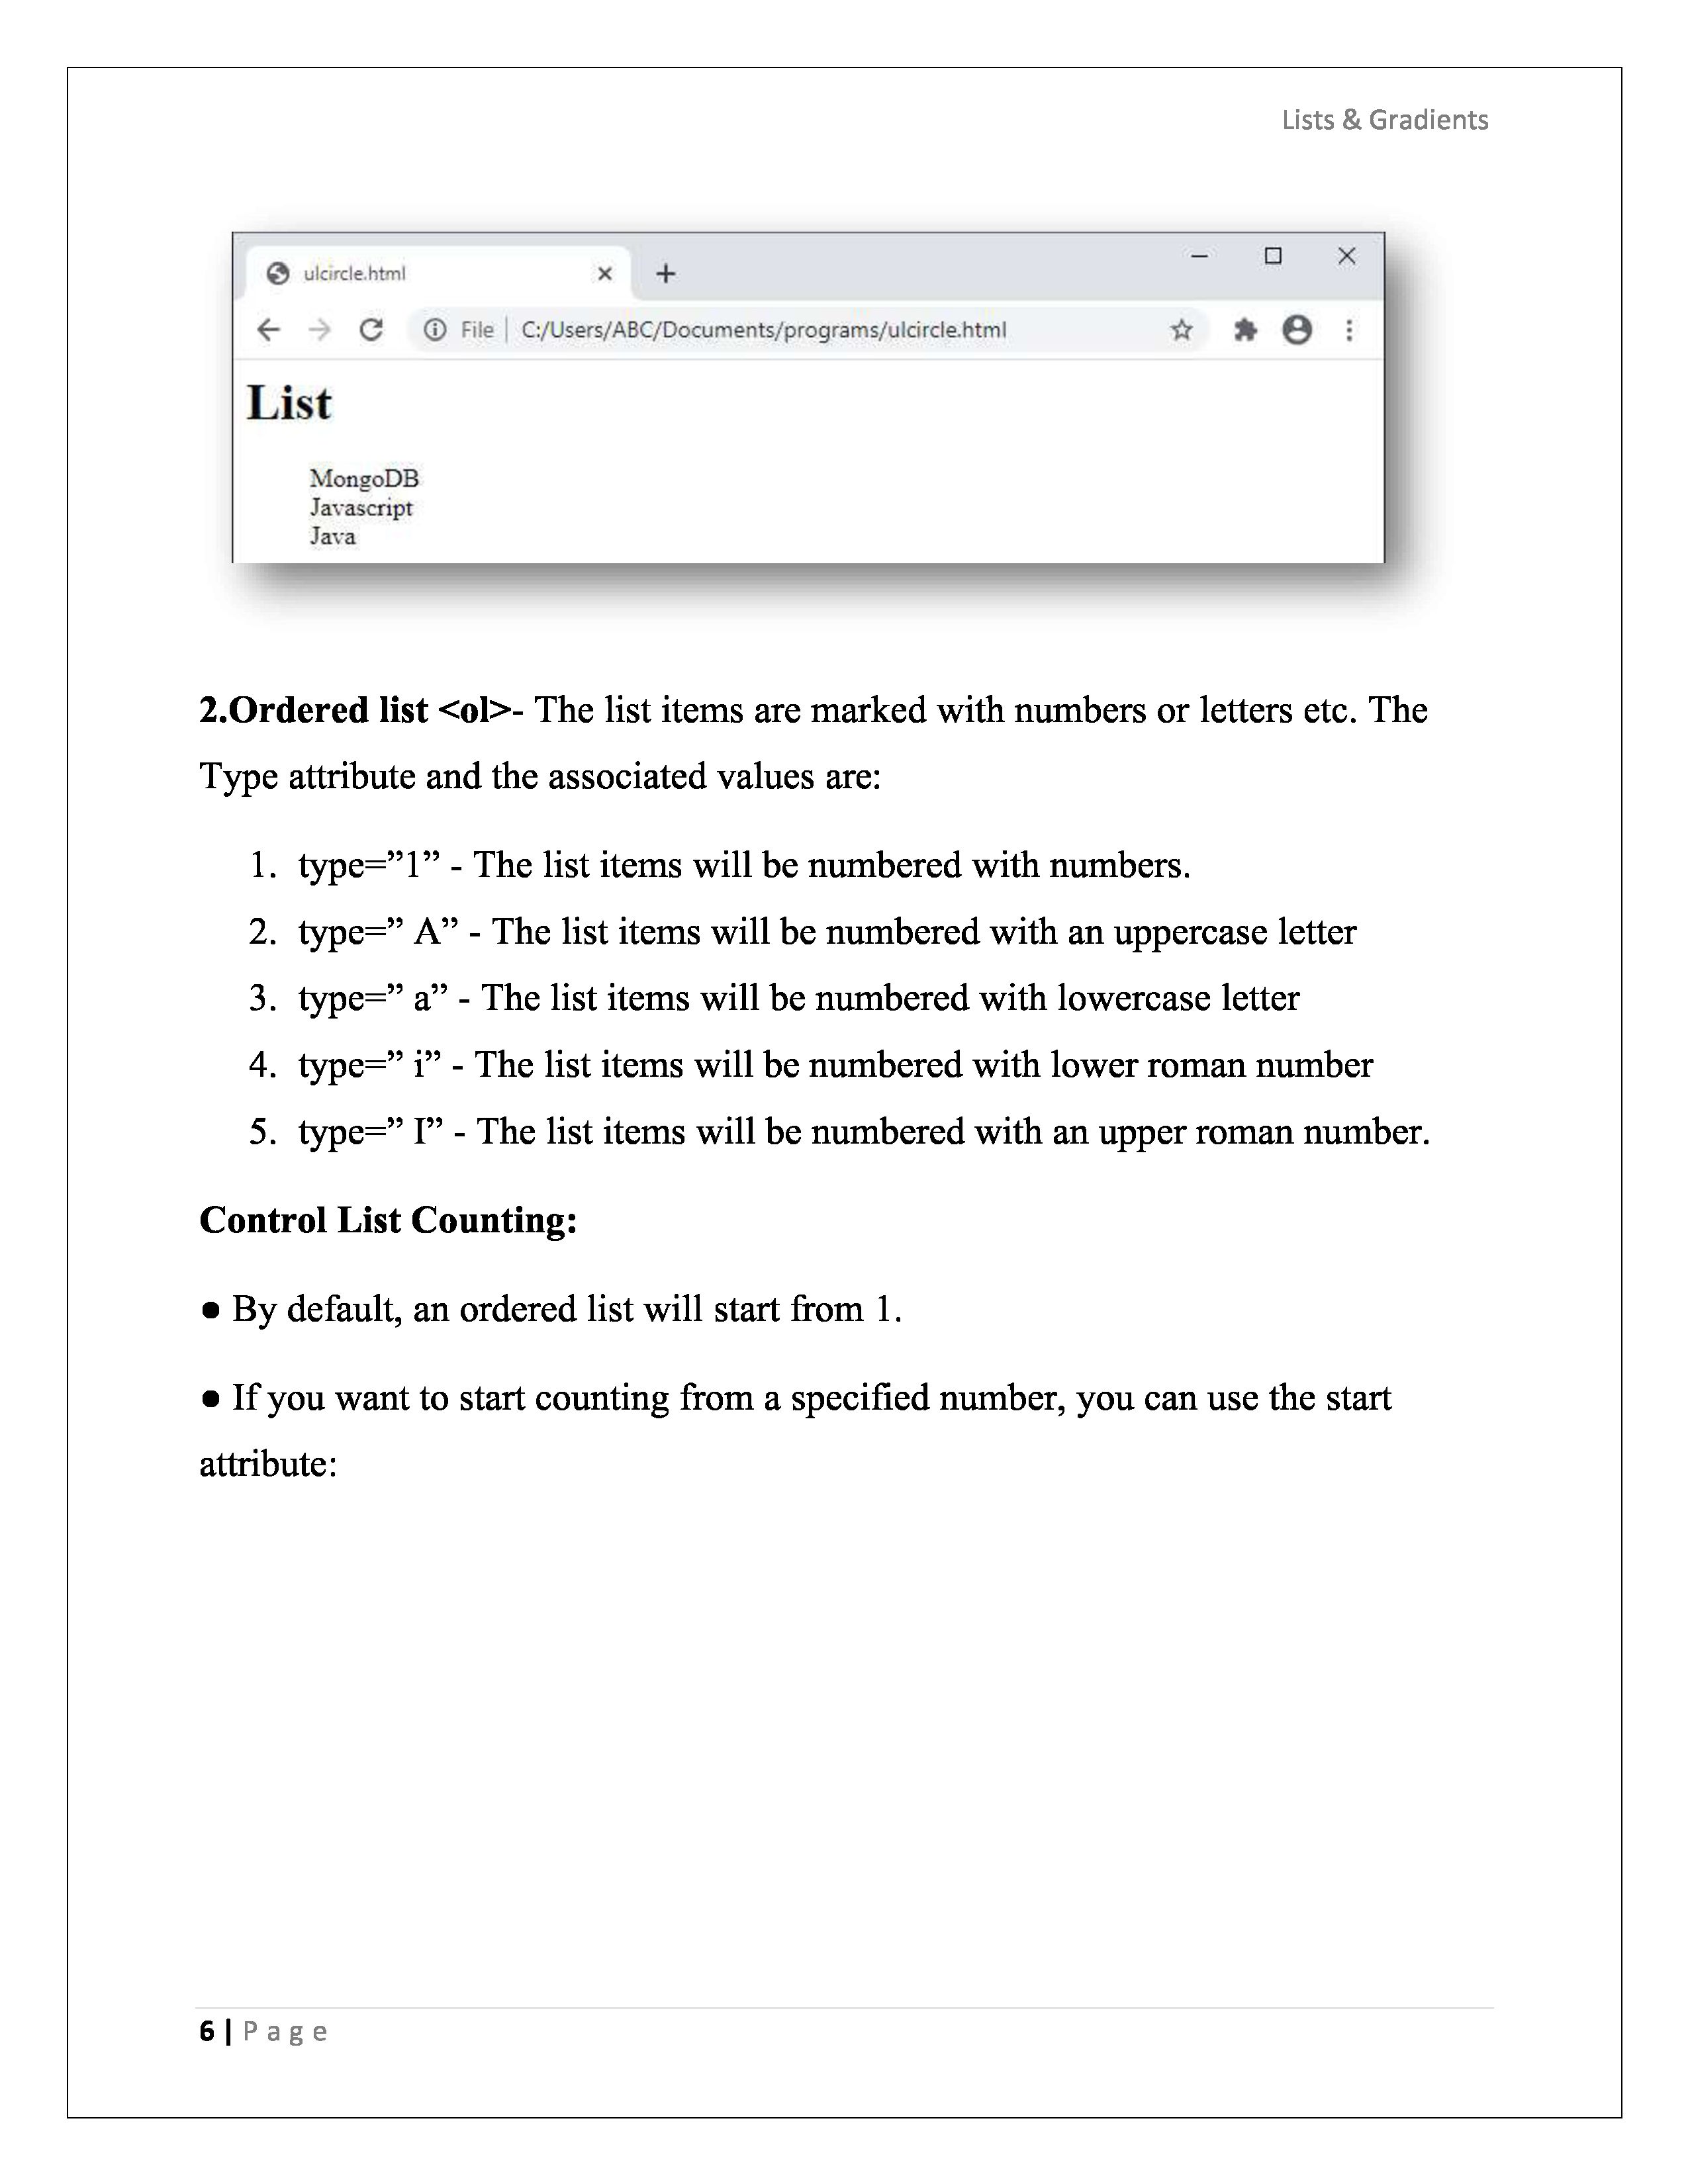 Lists & Gradients
ulcircle.html
File | C:/Users/ABC/Documents/programs/ulcircle.html
List
MongoDB
Javascript
Java
2.Ordered list <ol>- The list items are marked with numbers or letters etc. The
Type attribute and the associated values are:
1. type=”1” - The list items will be numbered with numbers.
2. type=” A” - The list items will be numbered with an uppercase letter
3. type=” a” - The list items will be numbered with lowercase letter
4. type=” i” - The list items will be numbered with lower roman number
5. type=” I” - The list items will be numbered with an upper roman number.
Control List Counting:
● By default, an ordered list will start from 1.
● If you want to start counting from a specified number, you can use the start
attribute:
6 | P a g e